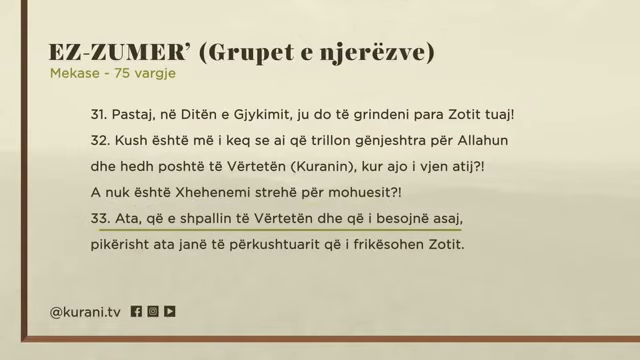 EZ-ZUMER’ (Grupet e njerëzve)
Mekase - 75 vargje
31. Pastaj, në Ditën e Gjykimit, ju do të grindeni para Zotit tuaj!
32. Kush është më i keq se ai që trillon gënjeshtra për Allahun
dhe hedh poshtë të Vërtetën (Kuranin), kur ajo i vjen atij?!
A nuk është Xhehenemi strehë për mohuesit?!
33. Ata, që e shpallin të Vërtetën dhe që i besojnë asaj,
pikërisht ata janë të përkushtuarit që i frikësohen Zotit.
@kurani.tv